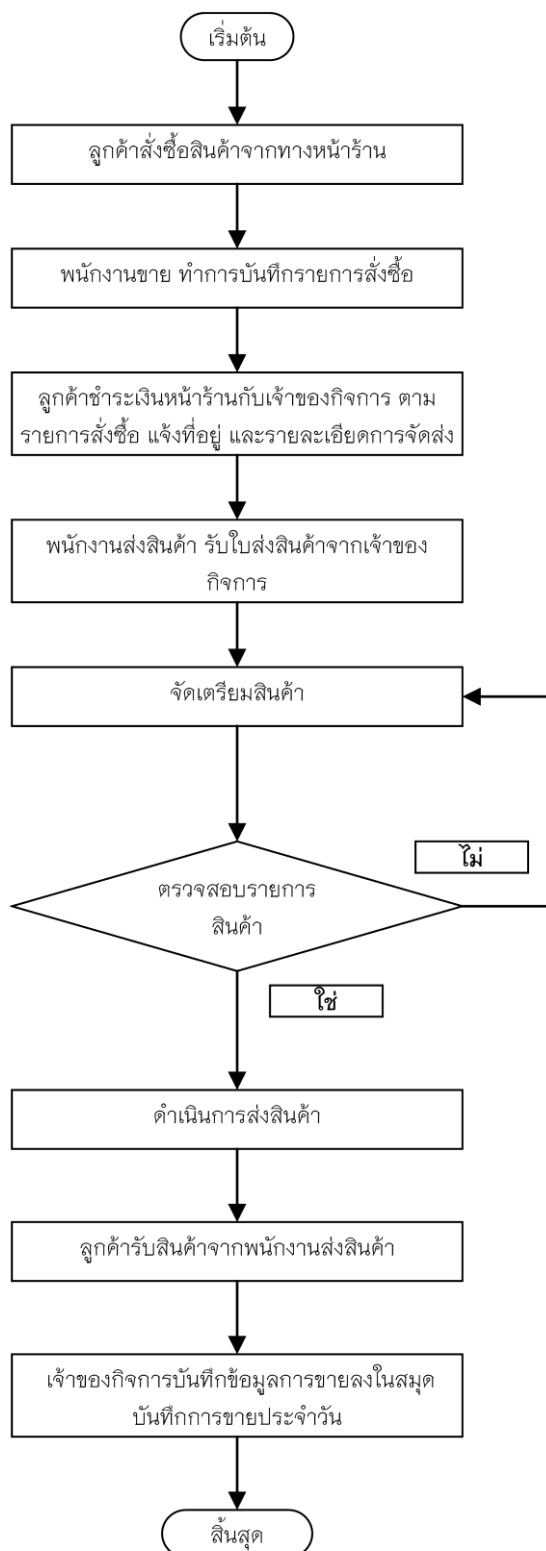 เริ่มต้น
ลูกค้าสั่งซื้อสินค้าจากทางหน้าร้าน
พนักงานขาย ทำการบันทึกรายการสั่งซื้อ
ลูกค้าชำระเงินหน้าร้านกับเจ้าของกิจการ ตาม
รายการสั่งซื้อ แจ้งที่อยู่ และรายละเอียดการจัดส่ง
พนักงานส่งสินค้า รับใบส่งสินค้าจากเจ้าของ
กิจการ
จัดเตรียมสินค้า
ไม่
ตรวจสอบรายการ
สินค้า
ใช่
ดำเนินการส่งสินค้า
ลูกค้ารับสินค้าจากพนักงานส่งสินค้า
เจ้าของกิจการบันทึกข้อมูลการขายลงในสมุด
บันทึกการขายประจำวัน
สิ้นสุด